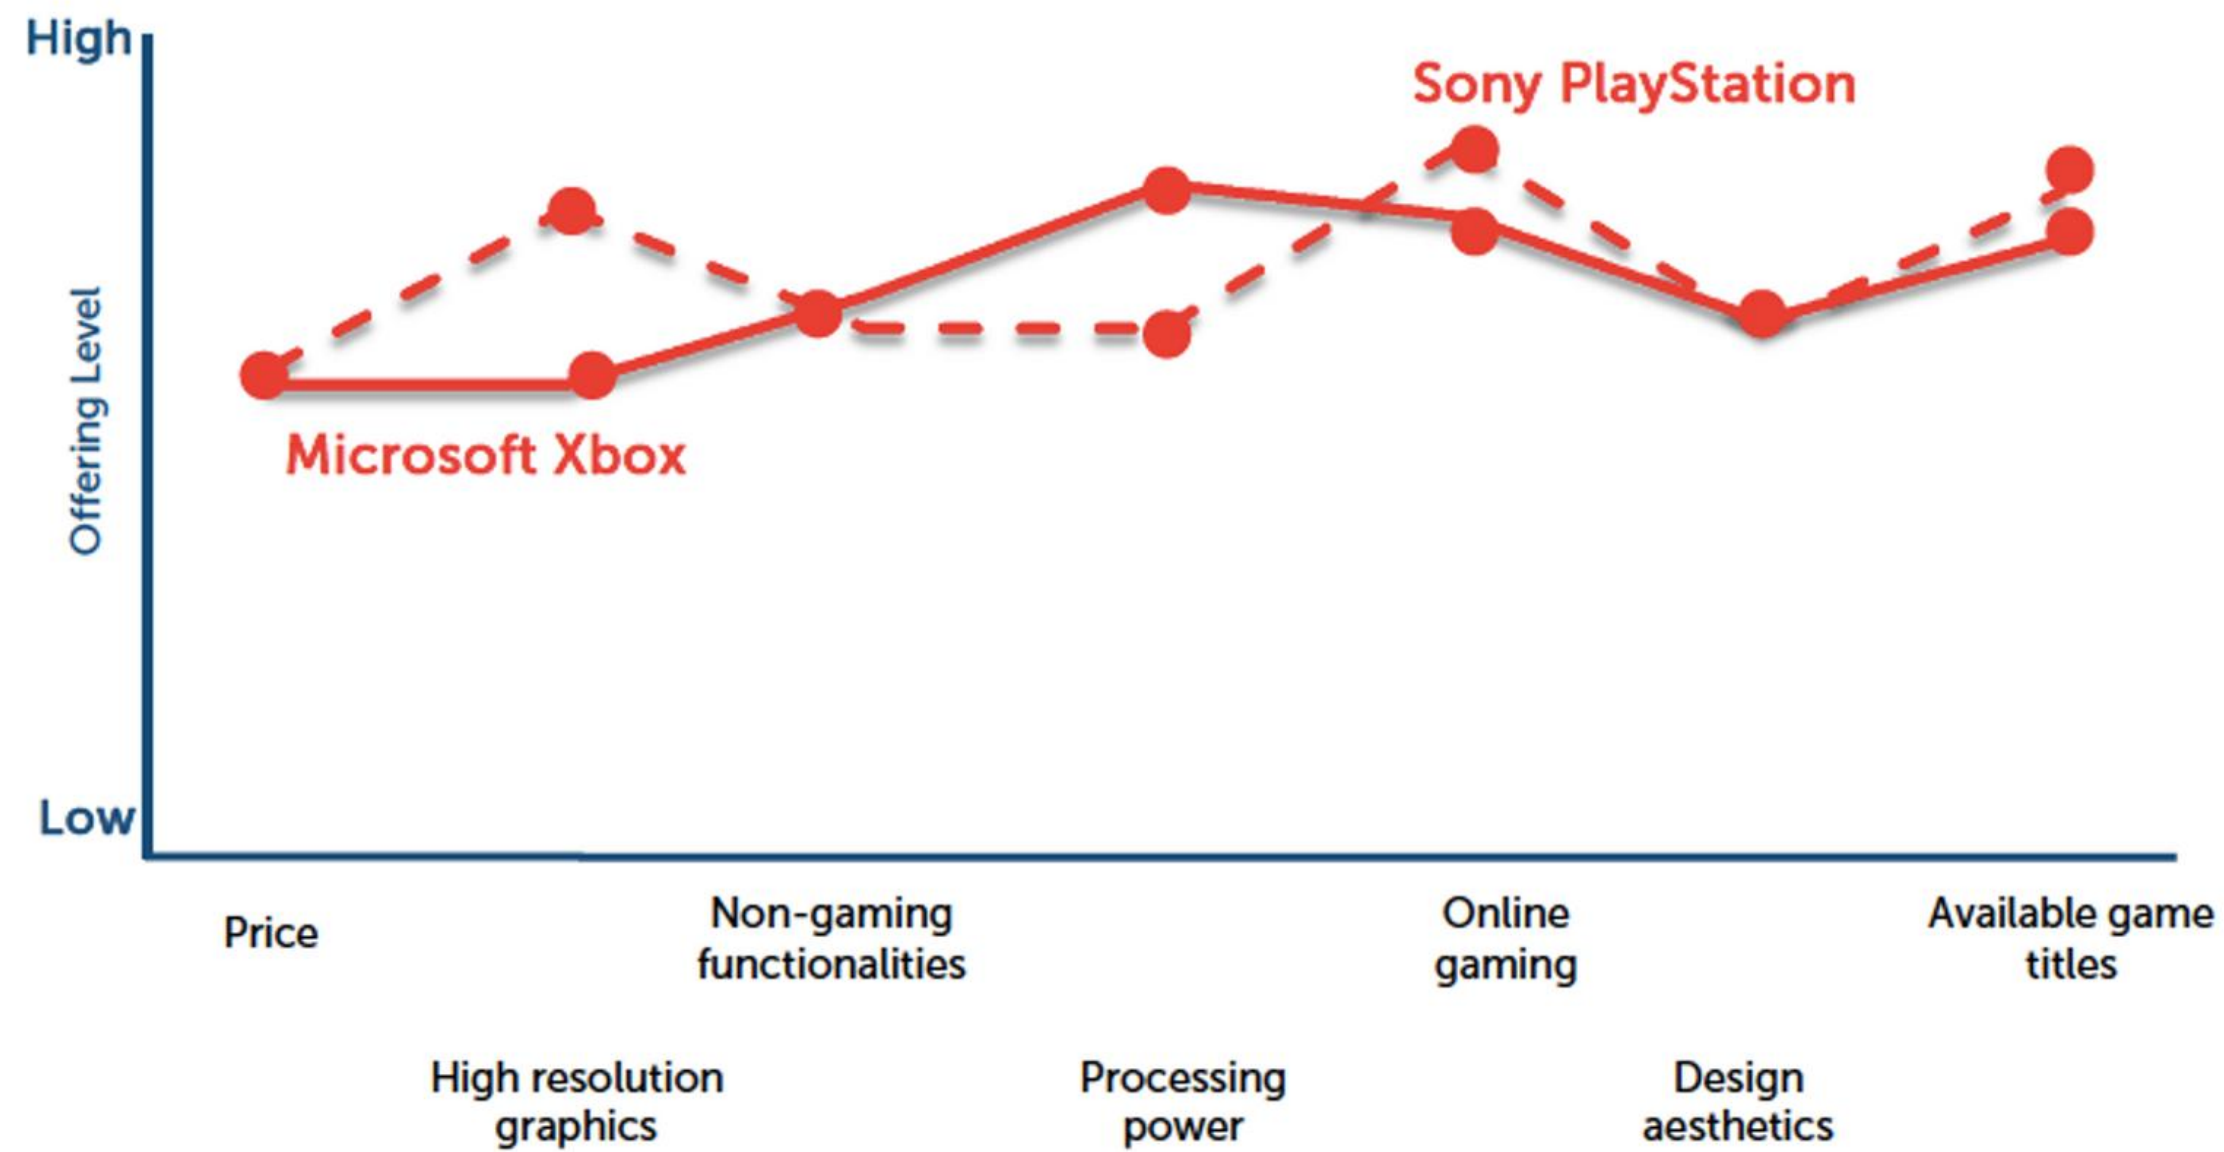 High
Sony PlayStation
Offering Level
Microsoft Xbox
Low
Price
High resolution
graphics
Non-gaming
functionalities
Processing
power
Online
gaming
Design
aesthetics
Available game
titles